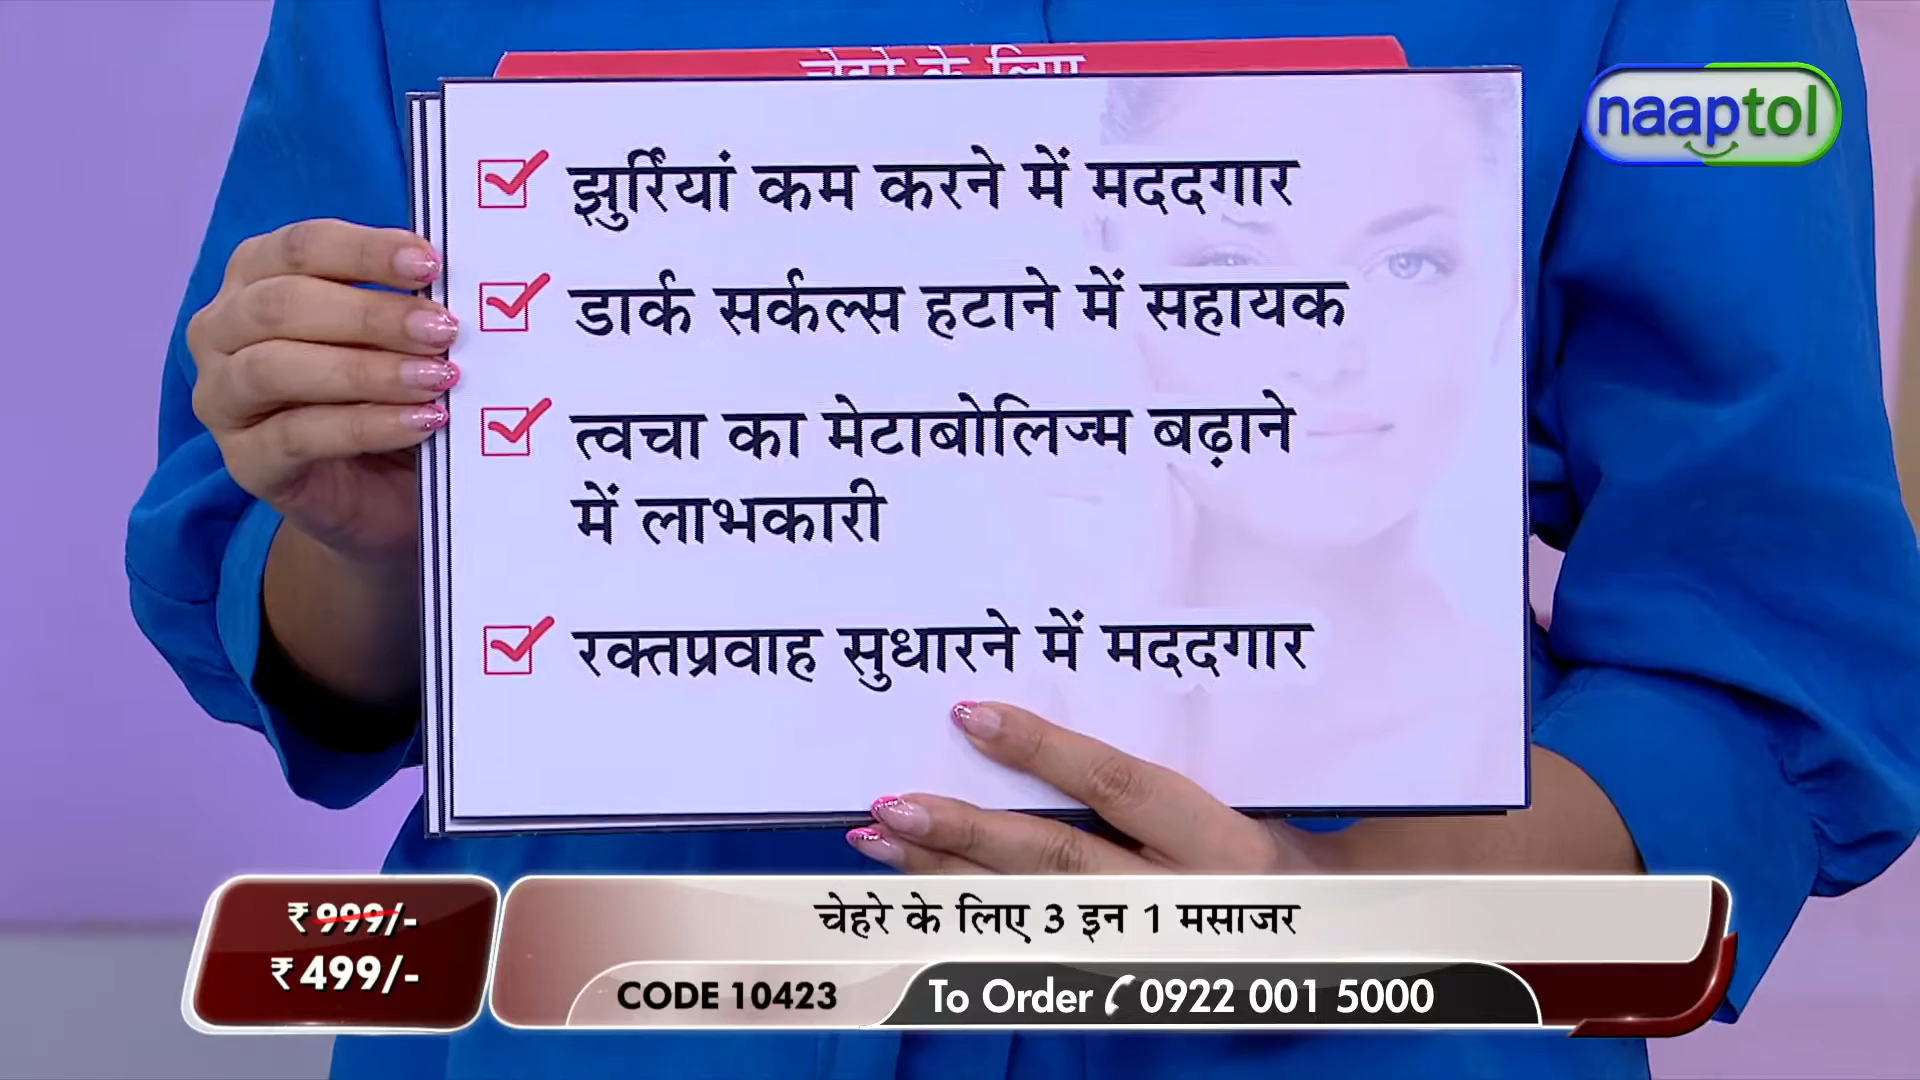 चेहरे के लिए
naaptol
झुर्रियां कम करने में मददगार
डार्क सर्कल्स हटाने में सहायक
त्वचा का मेटाबोलिज्म बढ़ाने
में लाभकारी
रक्तप्रवाह सुधारने में मददगार
₹999/-
₹499/-
चेहरे के लिए 3 इन 1 मसाजर
CODE 10423
To Order 0922 001 5000